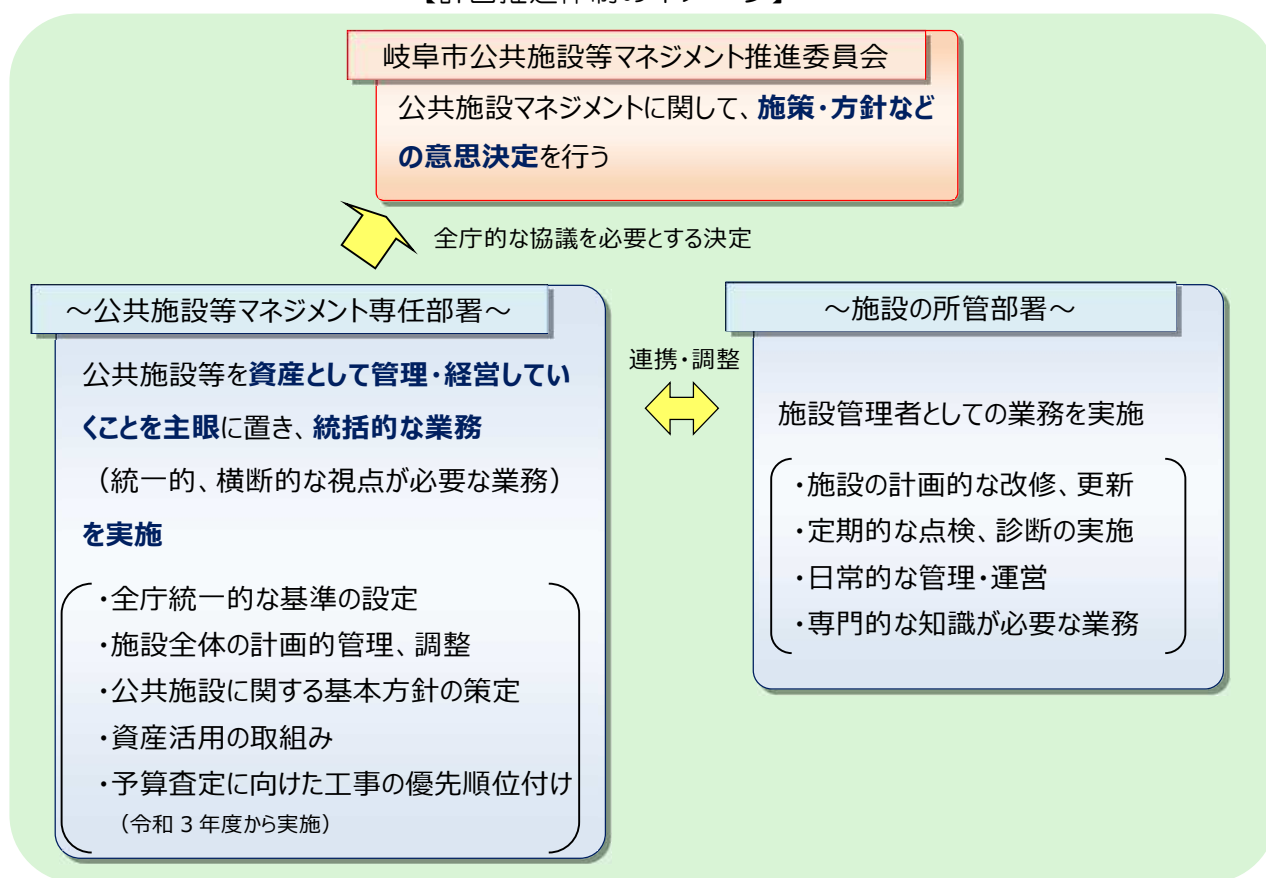 【計画推進体制のイメージ】
岐阜市公共施設等マネジメント推進委員会
公共施設マネジメントに関して、施策・方針など
の意思決定を行う
全庁的な協議を必要とする決定
～公共施設等マネジメント専任部署～
公共施設等を資産として管理・経営してい
くことを主眼に置き、統括的な業務
（統一的、横断的な視点が必要な業務）
を実施
・全庁統一的な基準の設定
・施設全体の計画的管理、調整
・公共施設に関する基本方針の策定
・資産活用の取組み
・予算査定に向けた工事の優先順位付け
（令和 3 年度から実施）
連携・調整
～施設の所管部署～
施設管理者としての業務を実施
・施設の計画的な改修、更新
・定期的な点検、診断の実施
・日常的な管理・運営
・専門的な知識が必要な業務